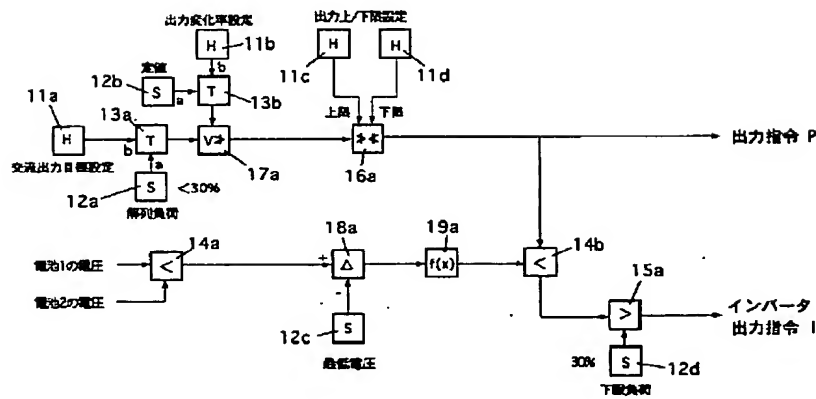 出力変化率設定
出力上/下限設定
H
11b
H
11c
H
11d
定値
b
12b
S
a
T
13b
上限
下限
11a
13a
H
b
T
V≯
17a
16a
出力指令 P
交流出力目標設定
a
12a
S
<30%
解列負荷
電池1の電圧
<
14a
+
18a
Δ
-
19a
f(x)
<
14b
15a
電池2の電圧
12c
S
最低電圧
>
インバータ
出力指令 I
30%
S
12d
下限負荷